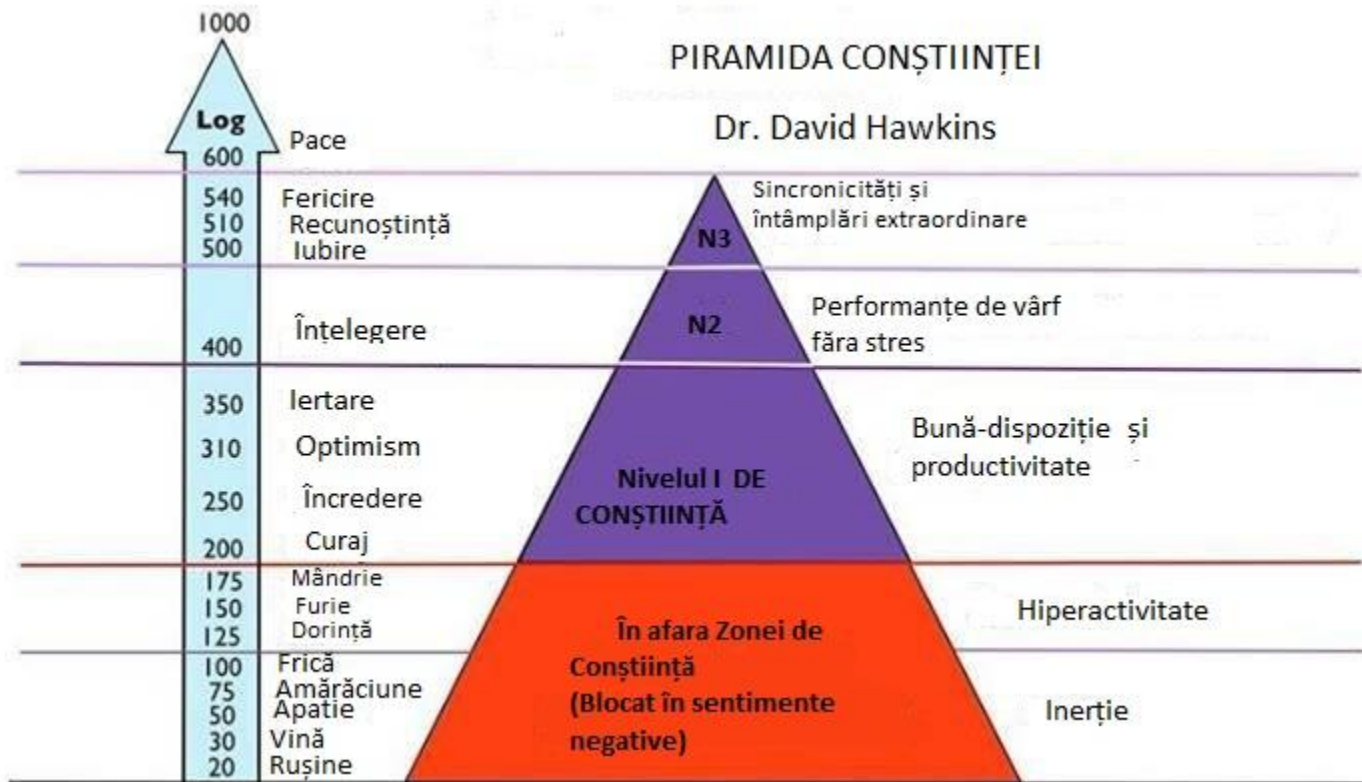 1000
PIRAMIDA CONȘTIINȚEI
Dr. David Hawkins
Log
600 Pace
540 Fericire
510 Recunoștință
500 Iubire
N3
Sincronicități și
întâmplări extraordinare
400 Înțelegere
N2
Performanțe de vârf
făra stres
350 Iertare
310 Optimism
250 Încredere
200 Curaj
Nivelul I DE
CONȘTIINȚĂ
Bună-dispoziție și
productivitate
175 Mândrie
150 Furie
125 Dorință
Hiperactivitate
100 Frică
75 Amărăciune
50 Apatie
30 Vină
20 Rușine
În afara Zonei de
Conștiință
(Blocat în sentimente
negative)
Inerție